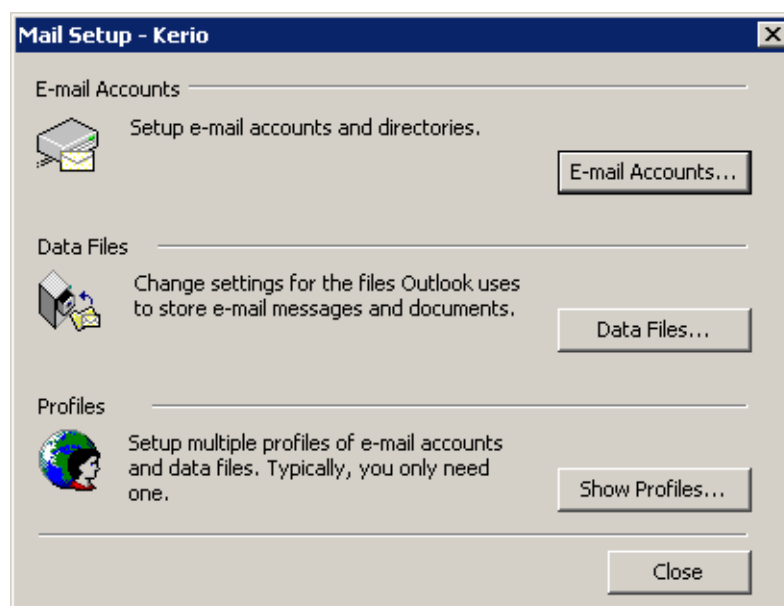 Mail Setup - Kerio
E-mail Accounts
Setup e-mail accounts and directories.
E-mail Accounts...
Data Files
Change settings for the files Outlook uses
to store e-mail messages and documents.
Data Files...
Profiles
Setup multiple profiles of e-mail accounts
and data files. Typically, you only need
one.
Show Profiles...
Close